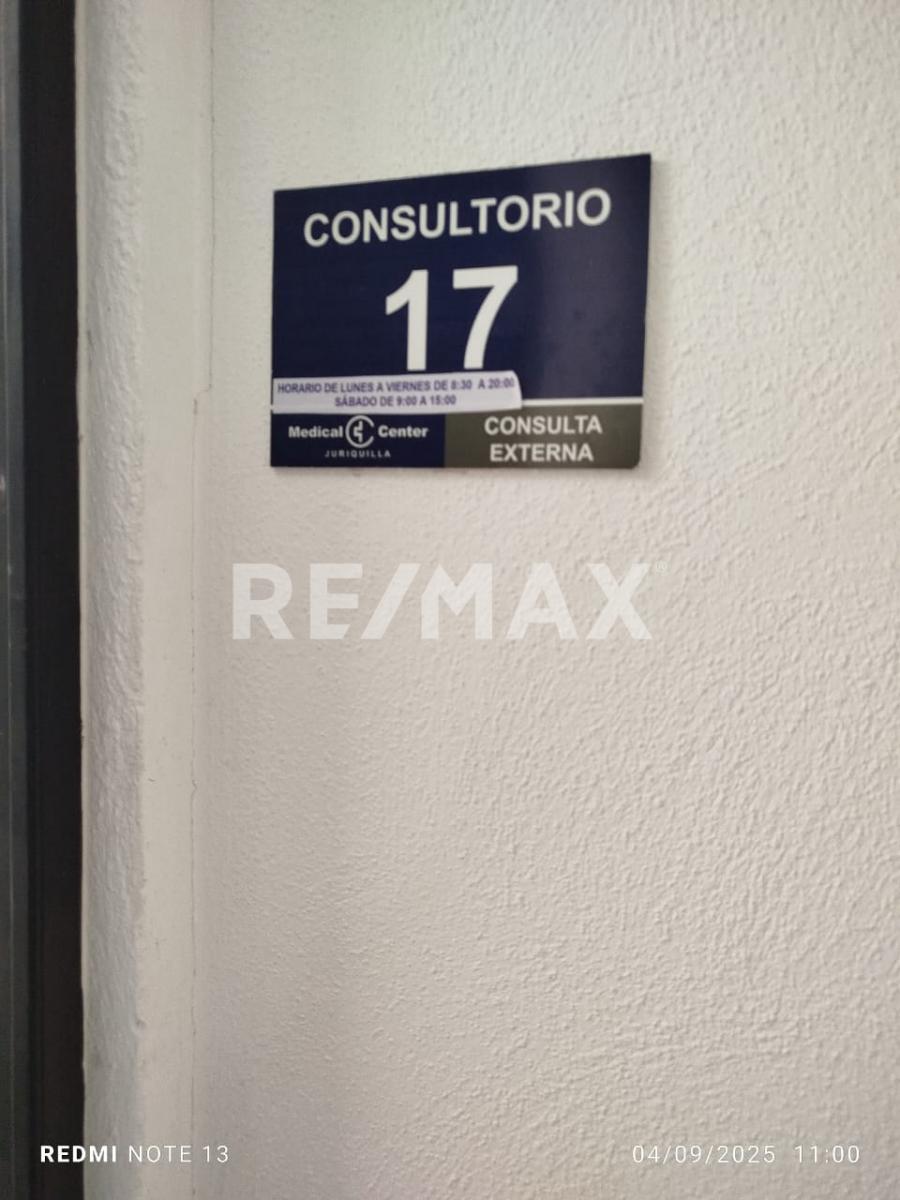 CONSULTORIO
17
HORARIO DE LUNES A VIERNES DE 8:30 A 20:00
SÁBADO DE 9:00 A 15:00
Medical Center
JURIQUILLA
CONSULTA
EXTERNA
RE/MAX®
REDMI NOTE 13
04/09/2025 11:00